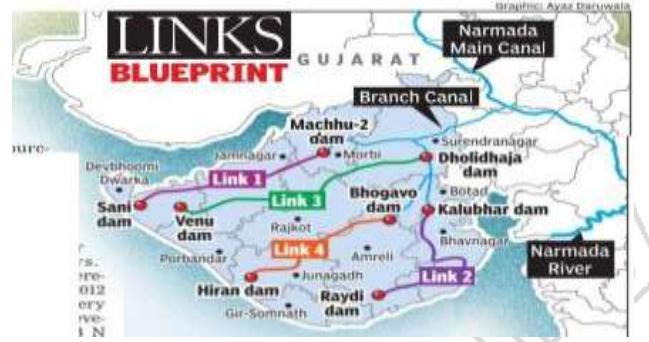 Graphic: Ayaz Daruwala
LINKS
BLUEPRINT
GUJARAT
Narmada
Main Canal
Branch Canal
Machhu-2
dam
Surendranagar
Jamnagar
Morbi
Dholidhaja
dam
Devbhoomi
Dwarka
Link 1
Link 3
Bhogavo
dam
Botad
Kalubhar dam
Sani
dam
Venu
dam
Rajkot
Link 4
Bhavnagar
Narmada
River
Porbandar
Amreli
Link 2
Hiran dam
Junagadh
Raydi
dam
Gir-Somnath
012